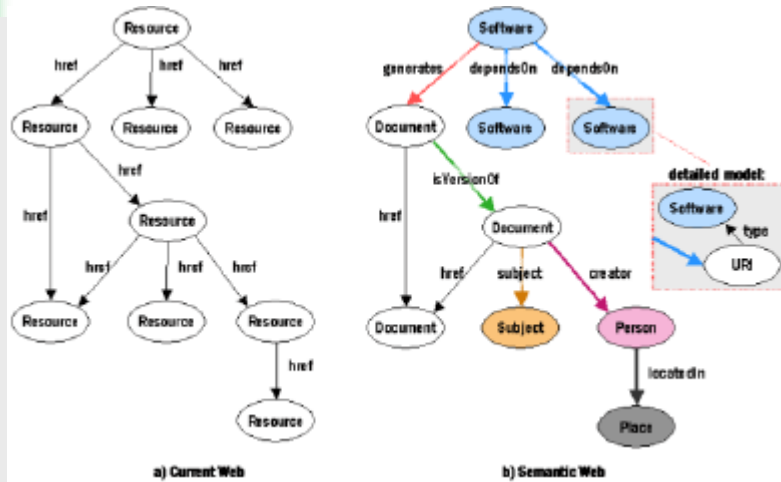 Resource
href
href
href
Resource
Resource
Resource
href
href
Resource
href
href
href
Resource
Resource
Resource
href
Resource
a) Current Web
Software
generates
dependsOn
dependsOn
Document
Software
Software
isVersionOf
detailed model:
Software
type
URI
href
Document
href
subject
creator
Document
Subject
Person
locatedIn
Place
b) Semantic Web